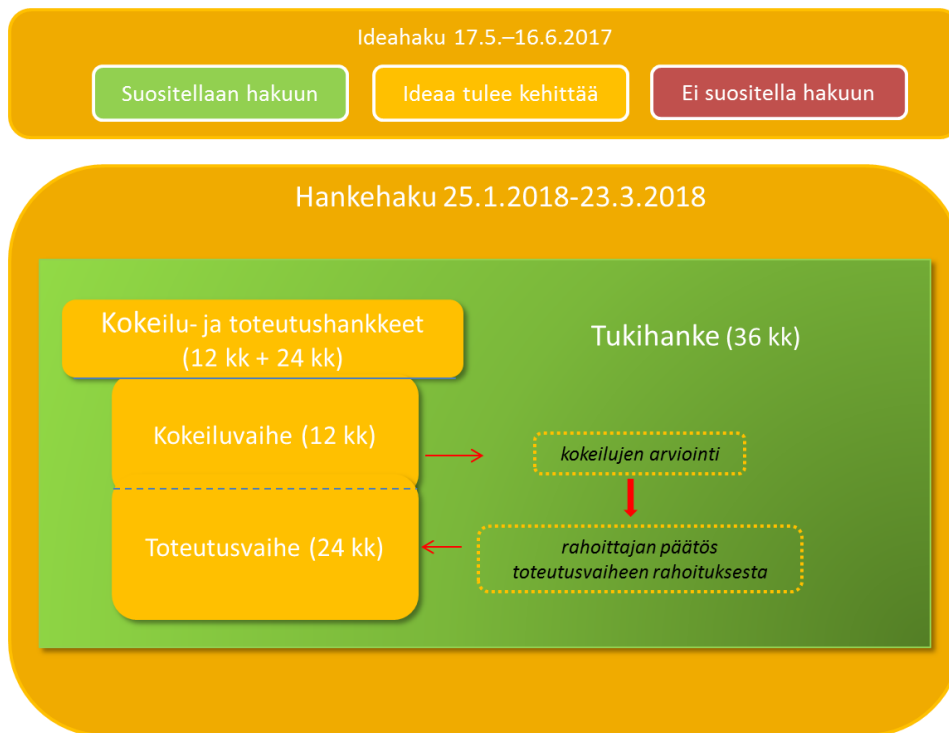 Ideahaku 17.5.–16.6.2017
Suositellaan hakuun
Ideaa tulee kehittää
Ei suositella hakuun
Hankehaku 25.1.2018-23.3.2018
Kokeilu- ja toteutushankkeet
(12 kk + 24 kk)
Tukihanke (36 kk)
Kokeiluvaihe (12 kk)
kokeilujen arviointi
Toteutusvaihe (24 kk)
rahoittajan päätös
toteutusvaiheen rahoituksesta